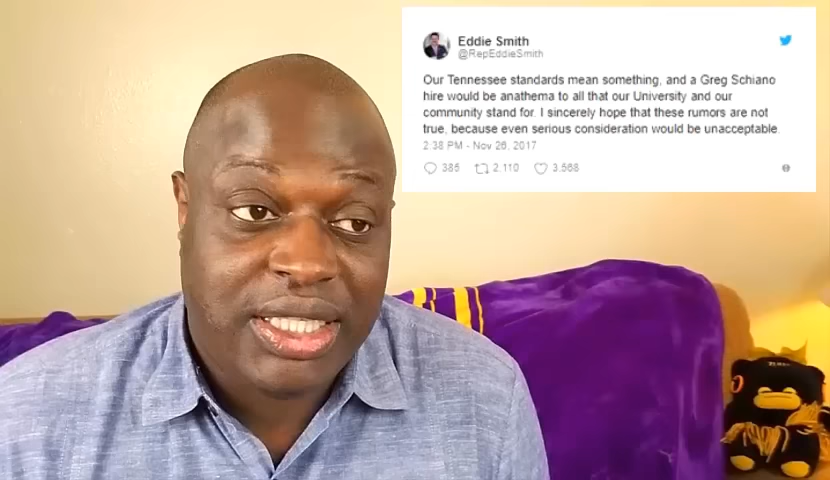 Eddie Smith
@RepEddieSmith
Our Tennessee standards mean something, and a Greg Schiano
hire would be anathema to all that our University and our
community stand for. I sincerely hope that these rumors are not
true, because even serious consideration would be unacceptable.
2:38 PM - Nov 26, 2017
385 2,110 3,568